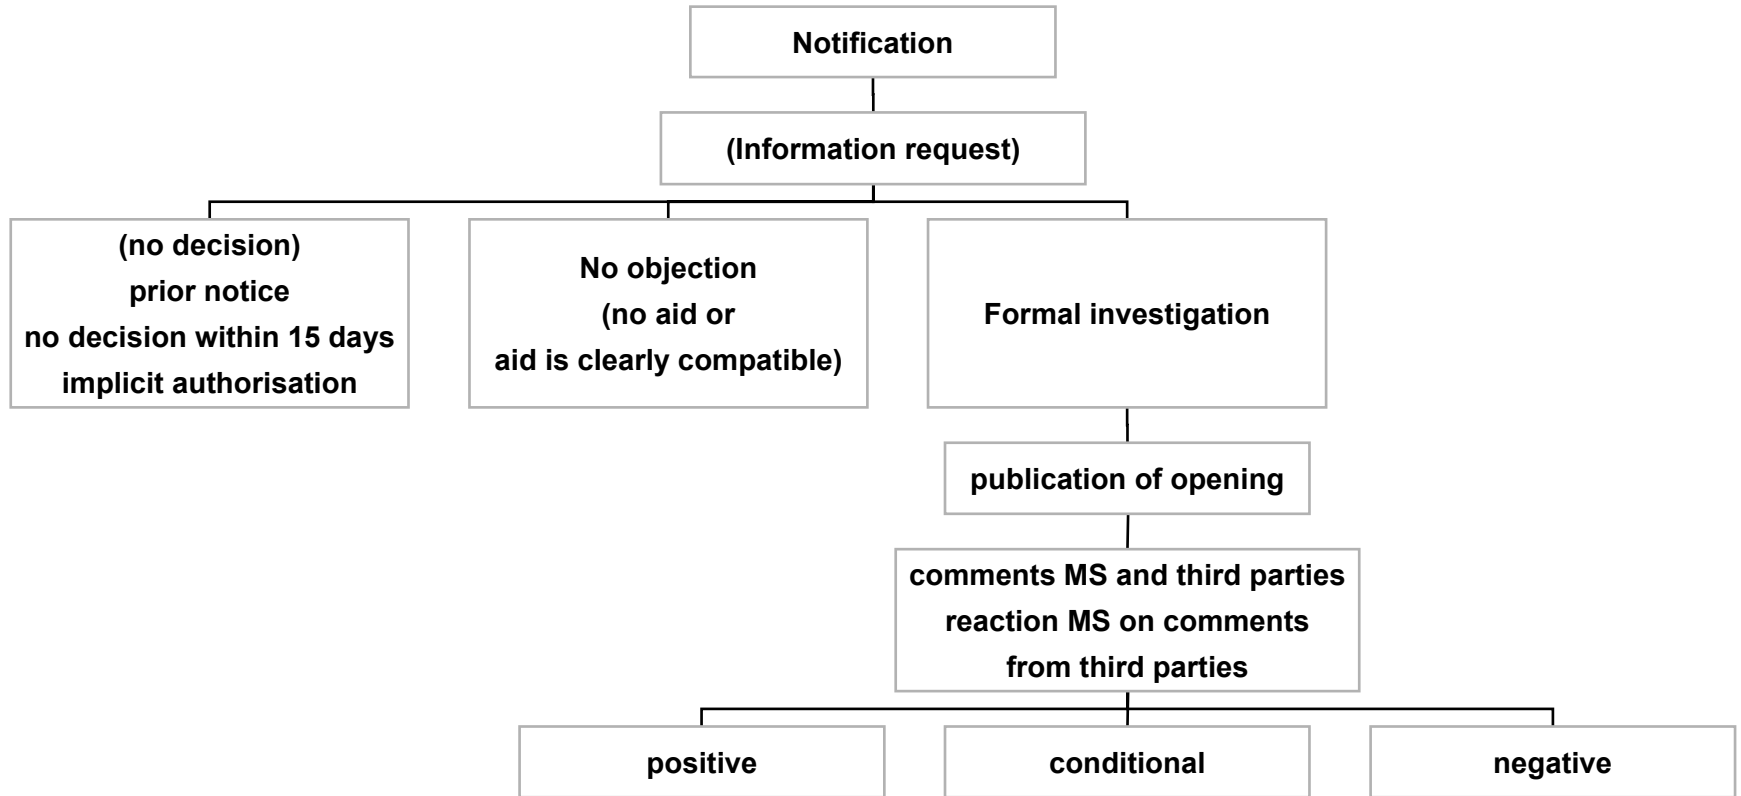 Notification
(Information request)
(no decision)
prior notice
no decision within 15 days
implicit authorisation
No objection
(no aid or
aid is clearly compatible)
Formal investigation
publication of opening
comments MS and third parties
reaction MS on comments
from third parties
positive
conditional
negative